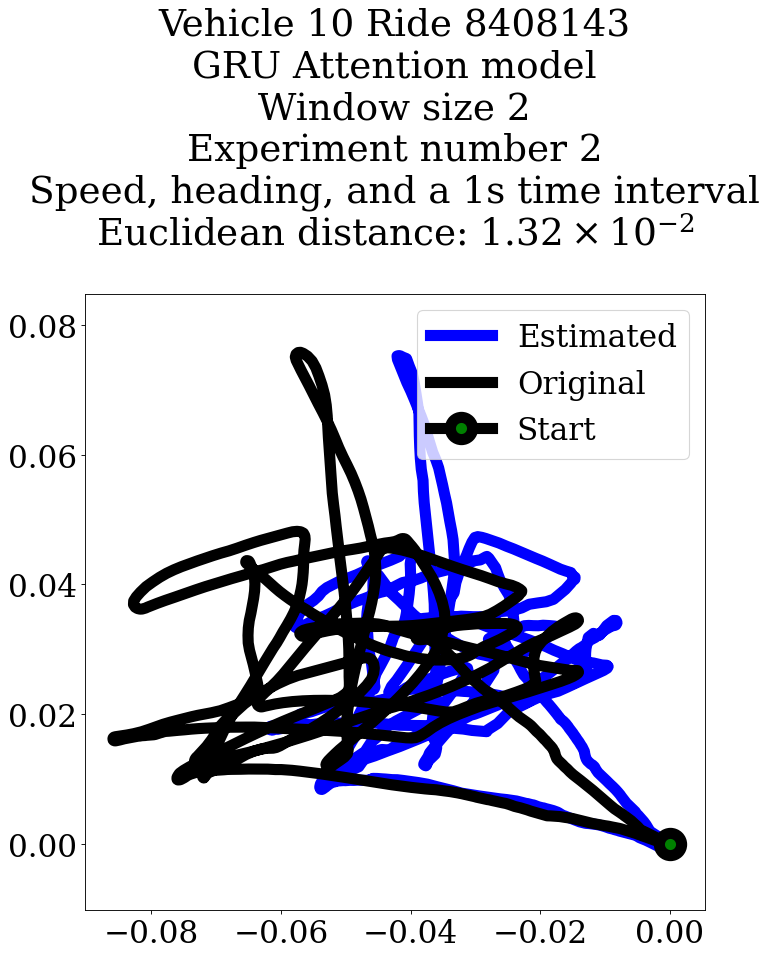 Vehicle 10 Ride 8408143
GRU Attention model
Window size 2
Experiment number 2
Speed, heading, and a 1s time interval
Euclidean distance: 1.32 × 10⁻²
Estimated
Original
Start
0.08
0.06
0.04
0.02
0.00
−0.08 −0.06 −0.04 −0.02 0.00